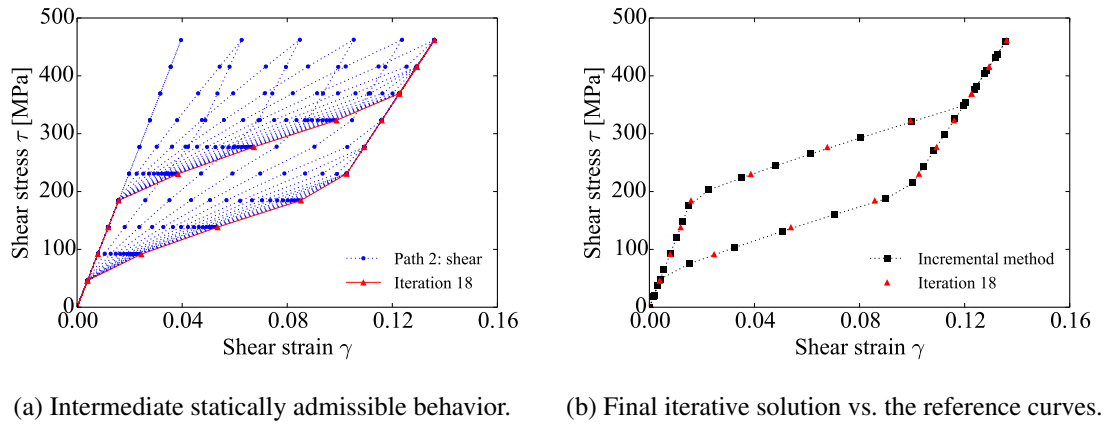 500
400
300
200
100
0
Shear stress τ [MPa]
0.00
0.04
0.08
0.12
0.16
Shear strain γ
Path 2: shear
Iteration 18
(a) Intermediate statically admissible behavior.
500
400
300
200
100
0
Shear stress τ [MPa]
0.00
0.04
0.08
0.12
0.16
Shear strain γ
Incremental method
Iteration 18
(b) Final iterative solution vs. the reference curves.